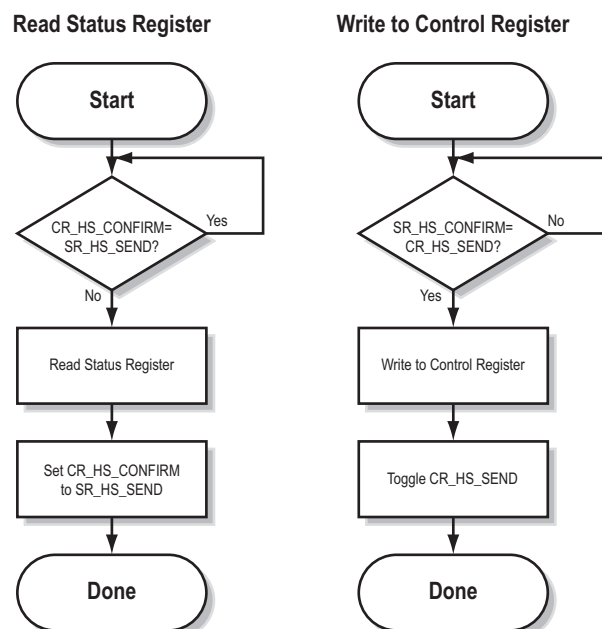 Read Status Register
Start
CR_HS_CONFIRM=
SR_HS_SEND?
Yes
No
Read Status Register
Set CR_HS_CONFIRM
to SR_HS_SEND
Done
Write to Control Register
Start
SR_HS_CONFIRM=
CR_HS_SEND?
No
Yes
Write to Control Register
Toggle CR_HS_SEND
Done